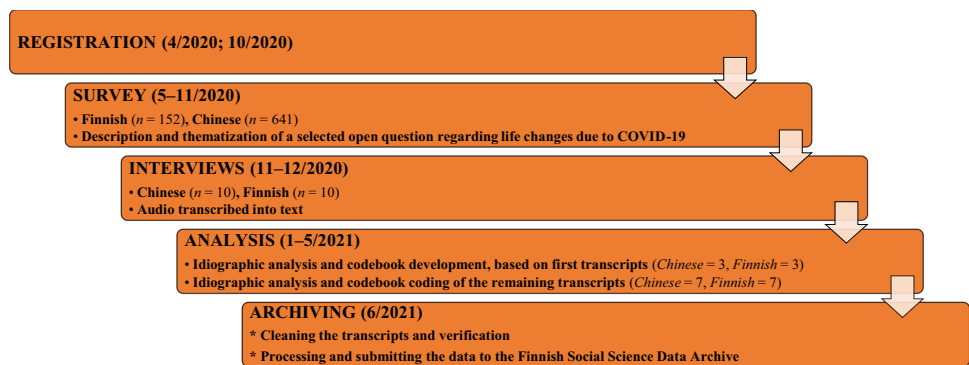 REGISTRATION (4/2020; 10/2020)
SURVEY (5–11/2020)
• Finnish (n = 152), Chinese (n = 641)
• Description and thematization of a selected open question regarding life changes due to COVID-19
INTERVIEWS (11–12/2020)
• Chinese (n = 10), Finnish (n = 10)
• Audio transcribed into text
ANALYSIS (1–5/2021)
• Idiographic analysis and codebook development, based on first transcripts (Chinese = 3, Finnish = 3)
• Idiographic analysis and codebook coding of the remaining transcripts (Chinese = 7, Finnish = 7)
ARCHIVING (6/2021)
* Cleaning the transcripts and verification
* Processing and submitting the data to the Finnish Social Science Data Archive